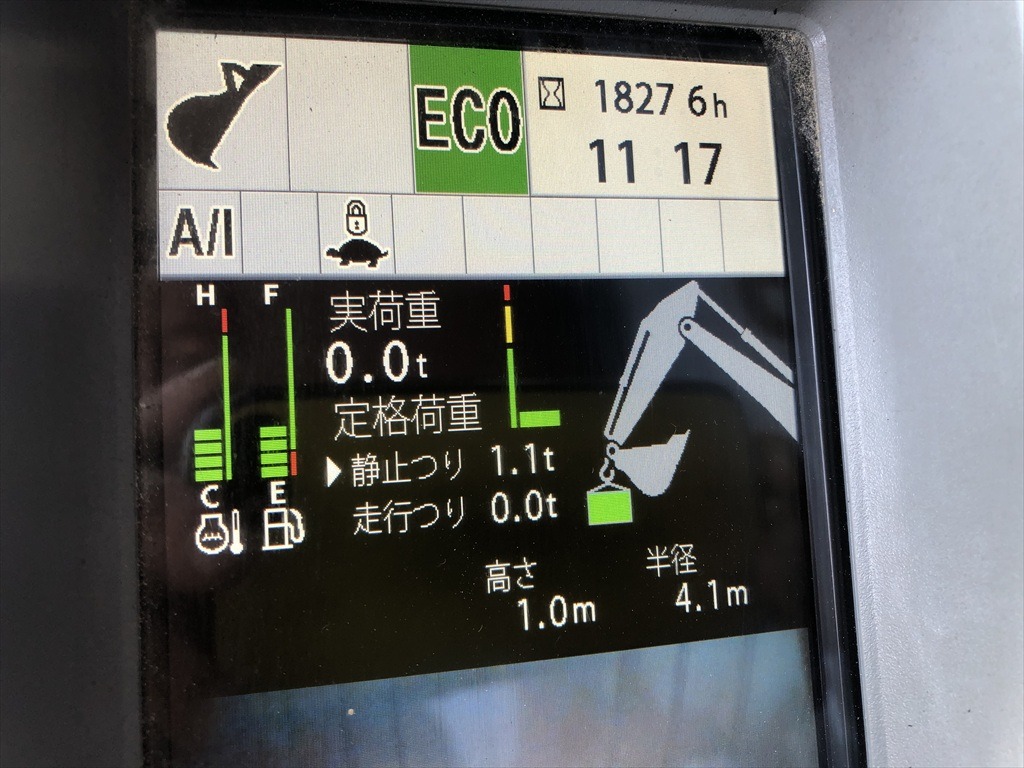 ECO
1827 6h
11 17
A/I
H F
実荷重
0.0t
定格荷重
静止つり 1.1t
走行つり 0.0t
C E
高さ 半径
1.0m 4.1m